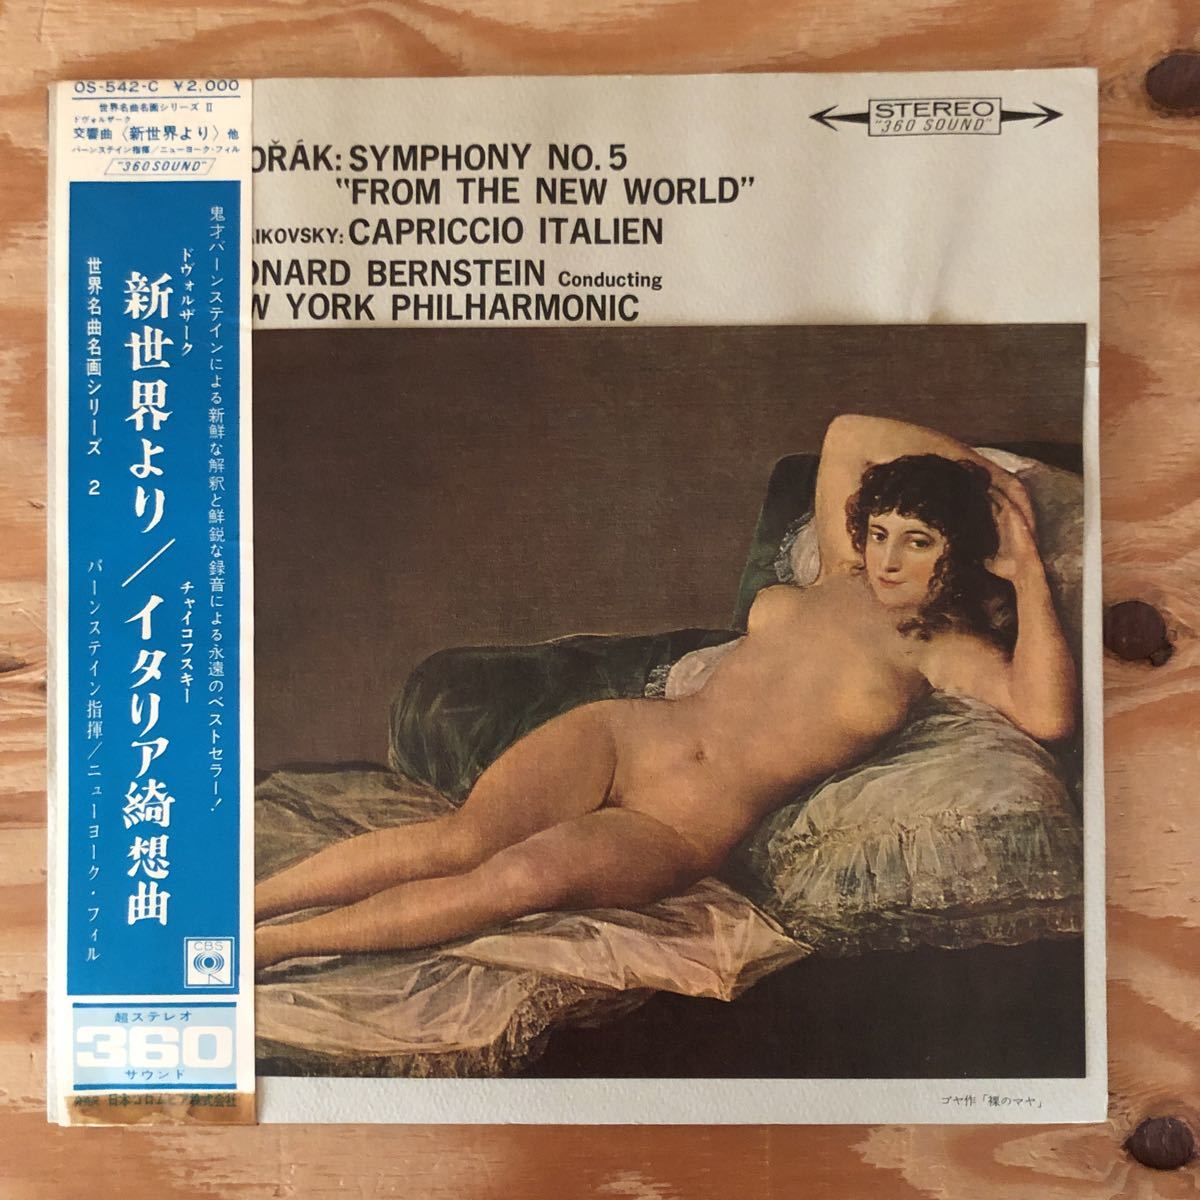 OS-542-C ￥2,000
世界名曲名画シリーズ Ⅱ
ドヴォルザーク
交響曲〈新世界より〉他
バーンステイン指揮／ニューヨーク・フィル
"360 SOUND"
鬼才バーンステインによる新鮮な解釈と鮮鋭な録音による永遠のベストセラー！
ドヴォルザーク
チャイコフスキー
新世界より／イタリア綺想曲
世界名曲名画シリーズ 2
バーンステイン指揮／ニューヨーク・フィル
CBS
超ステレオ
360
サウンド
発売元 日本コロムビア株式会社
STEREO
"360 SOUND"
OŘÁK: SYMPHONY NO. 5
"FROM THE NEW WORLD"
AIKOVSKY: CAPRICCIO ITALIEN
ONARD BERNSTEIN Conducting
W YORK PHILHARMONIC
ゴヤ作「裸のマヤ」